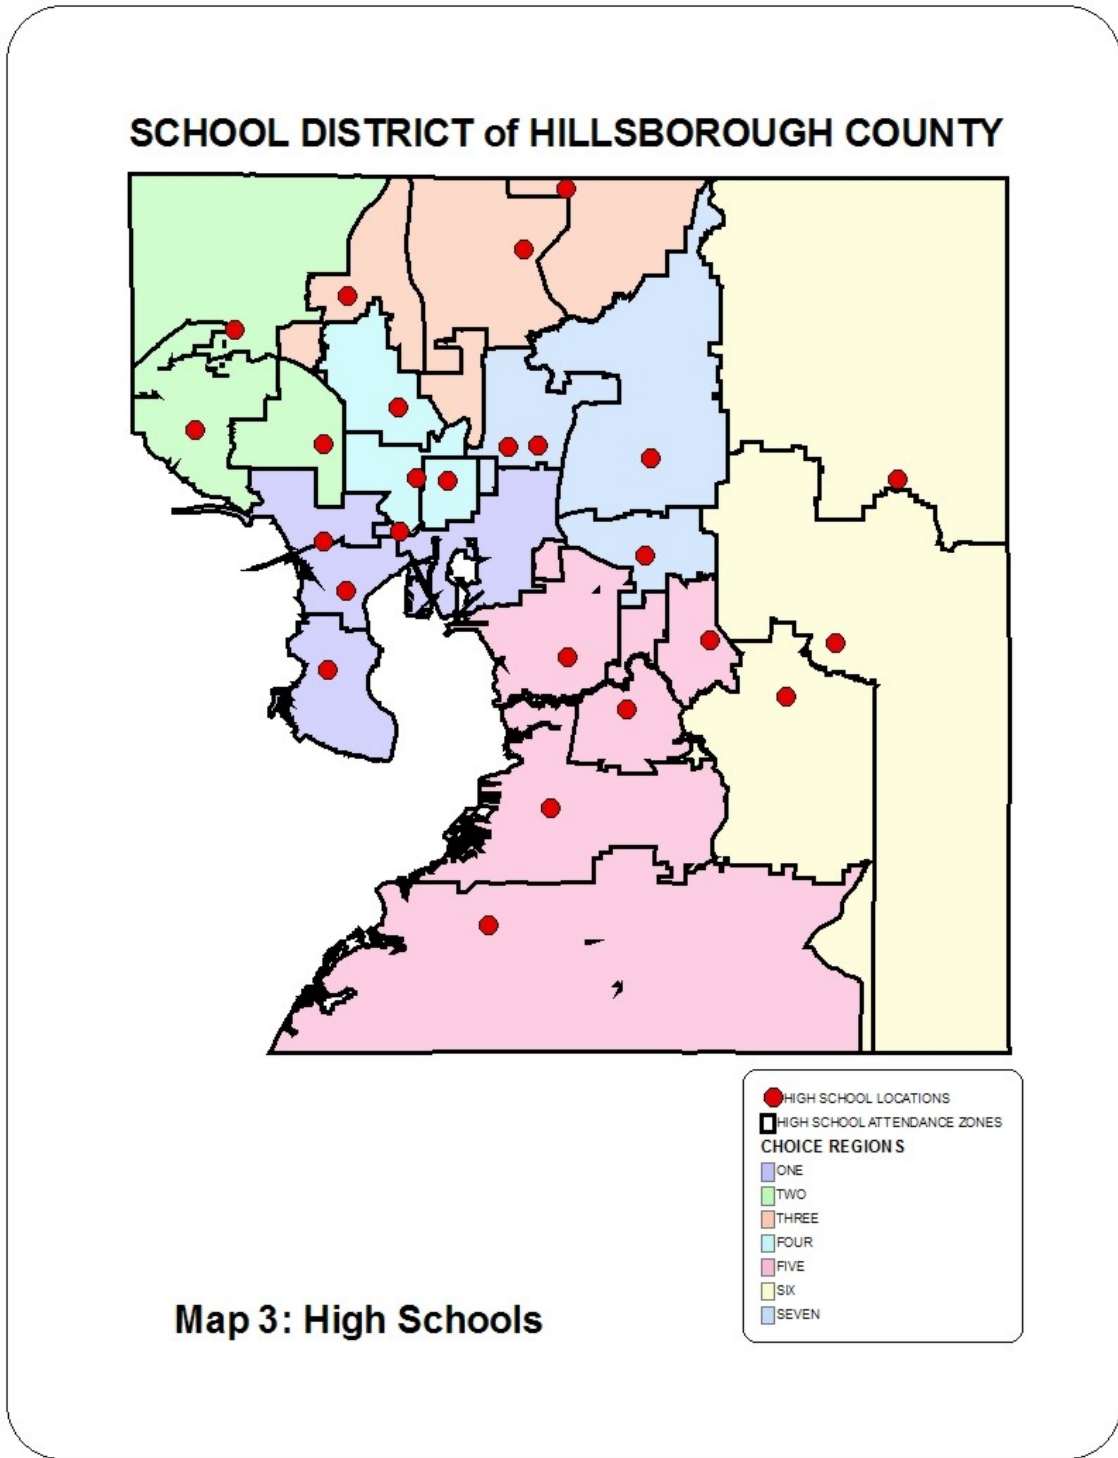 SCHOOL DISTRICT of HILLSBOROUGH COUNTY
HIGH SCHOOL LOCATIONS
HIGH SCHOOL ATTENDANCE ZONES
CHOICE REGIONS
ONE
TWO
THREE
FOUR
FIVE
SIX
SEVEN
Map 3: High Schools